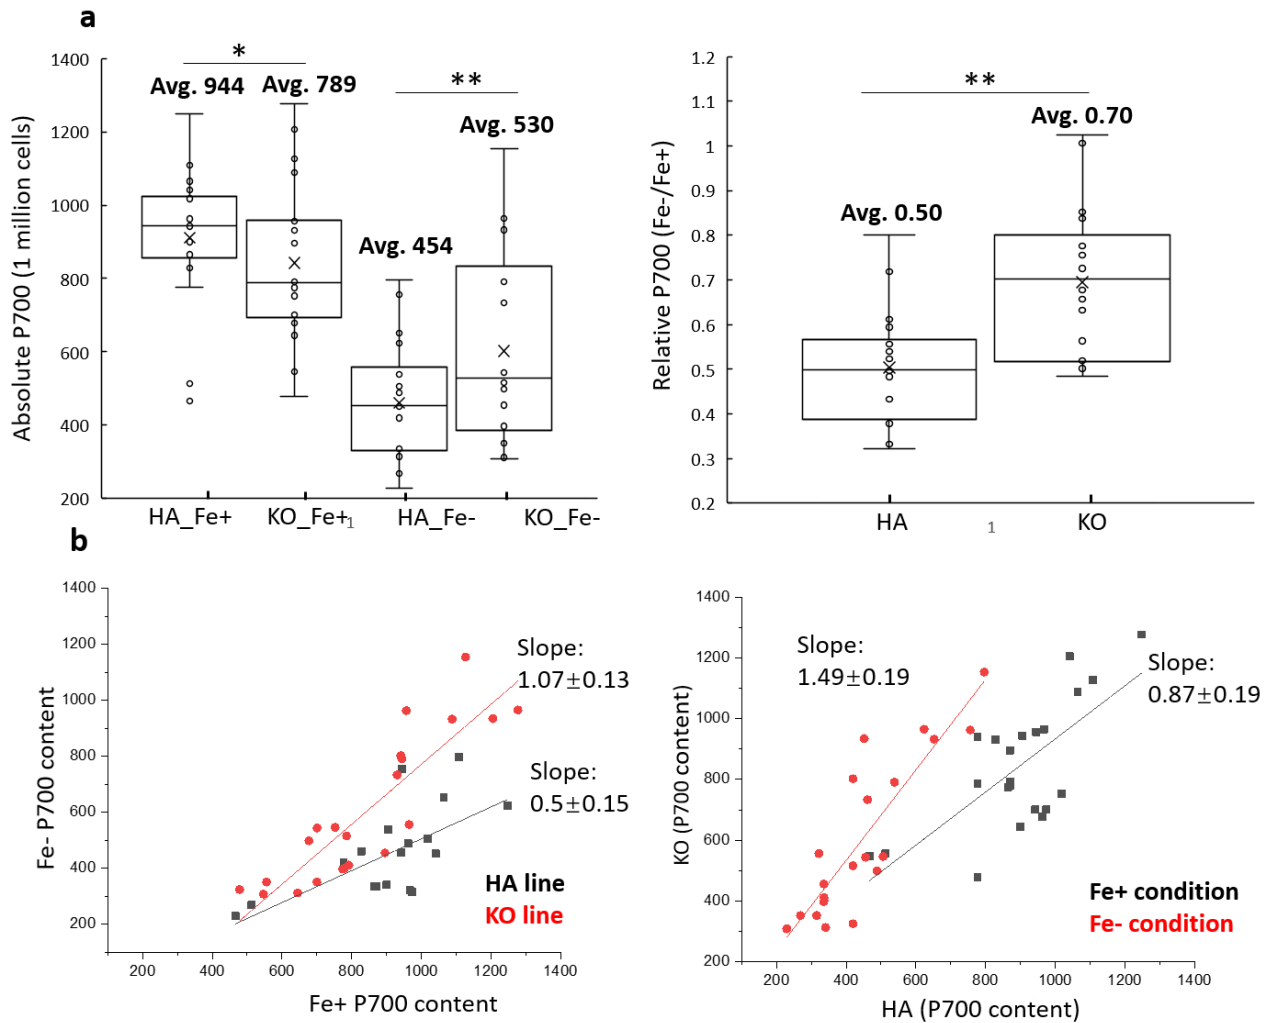 a
*
Avg. 944
Avg. 789
**
Avg. 530
Avg. 454
1400
1200
1000
800
600
400
200
Absolute P700 (1 million cells)
HA_Fe+
KO_Fe+
1
HA_Fe-
KO_Fe-
**
Avg. 0.70
Avg. 0.50
1.2
1.1
1
0.9
0.8
0.7
0.6
0.5
0.4
0.3
0.2
Relative P700 (Fe-/Fe+)
HA
1
KO
b
1400
1200
1000
800
600
400
200
Fe- P700 content
Slope:
1.07±0.13
Slope:
0.5±0.15
HA line
KO line
200
400
600
800
1000
1200
1400
Fe+ P700 content
1400
1200
1000
800
600
400
200
KO (P700 content)
Slope:
1.49±0.19
Slope:
0.87±0.19
Fe+ condition
Fe- condition
200
400
600
800
1000
1200
1400
HA (P700 content)